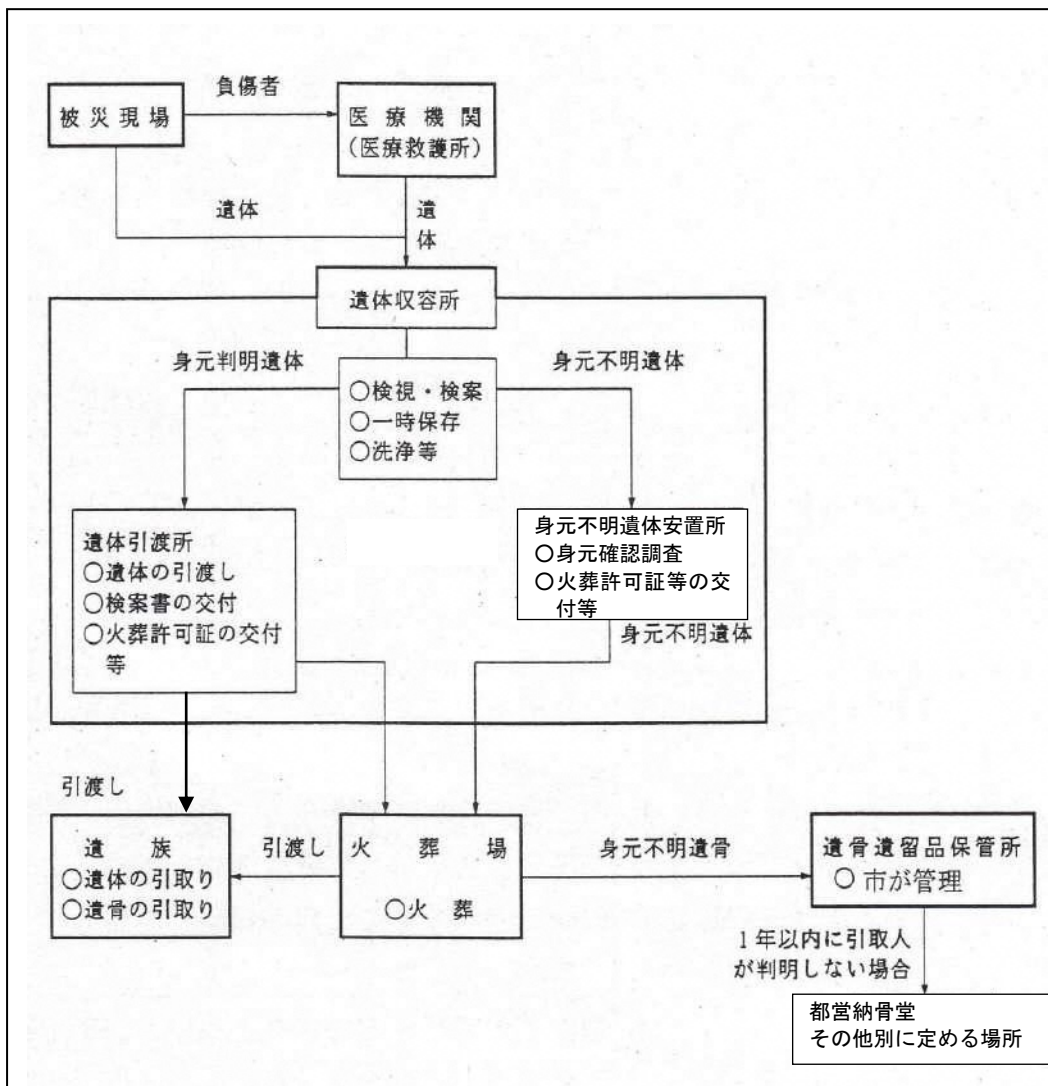 負傷者
被災現場
医療機関
(医療救護所)
遺体
遺体
遺体収容所
身元判明遺体
身元不明遺体
○検視・検案
○一時保存
○洗浄等
遺体引渡所
○遺体の引渡し
○検案書の交付
○火葬許可証の交付
等
身元不明遺体安置所
○身元確認調査
○火葬許可証等の交
付等
身元不明遺体
引渡し
遺族
○遺体の引取り
○遺骨の引取り
引渡し
火葬場
○火葬
身元不明遺骨
遺骨遺留品保管所
○ 市が管理
1年以内に引取人
が判明しない場合
都営納骨堂
その他別に定める場所